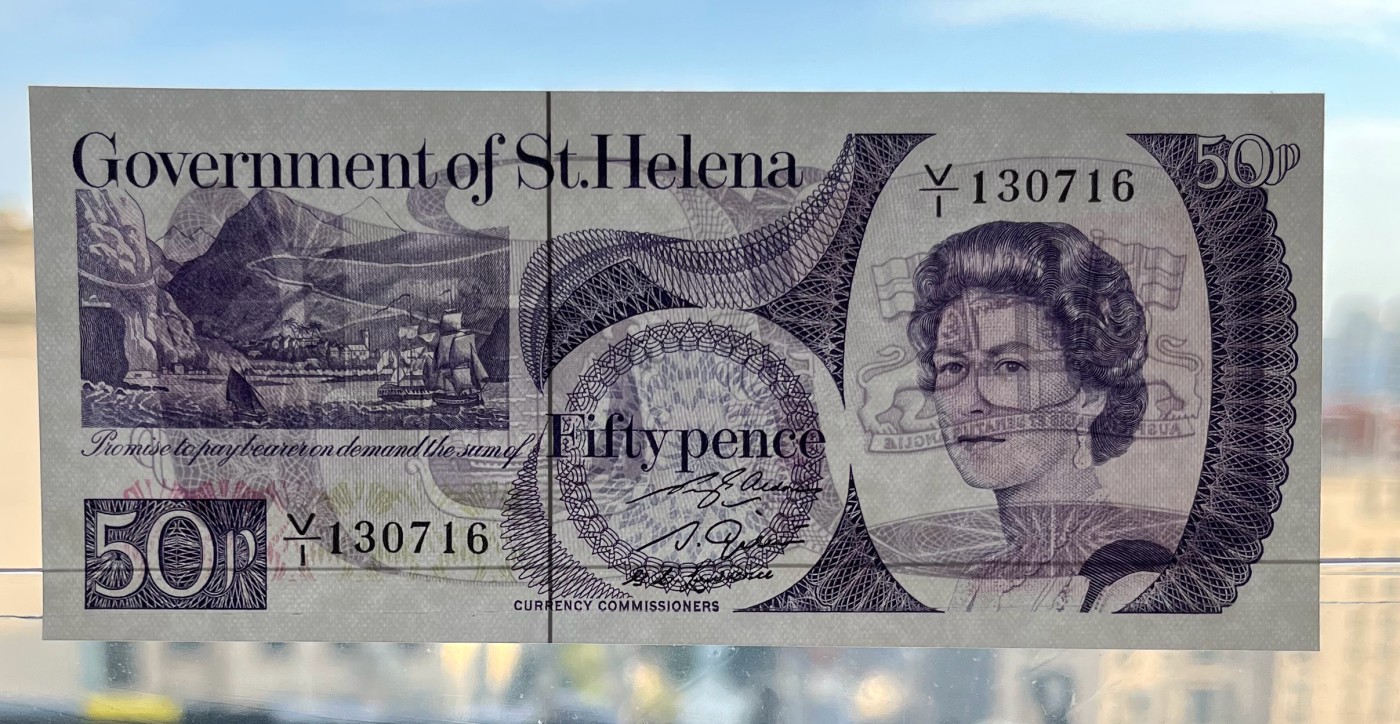 Government of St. Helena
50p
V/1 130716
Promise to pay bearer on demand the sum of
Fifty pence
50p
V/1 130716
CURRENCY COMMISSIONERS